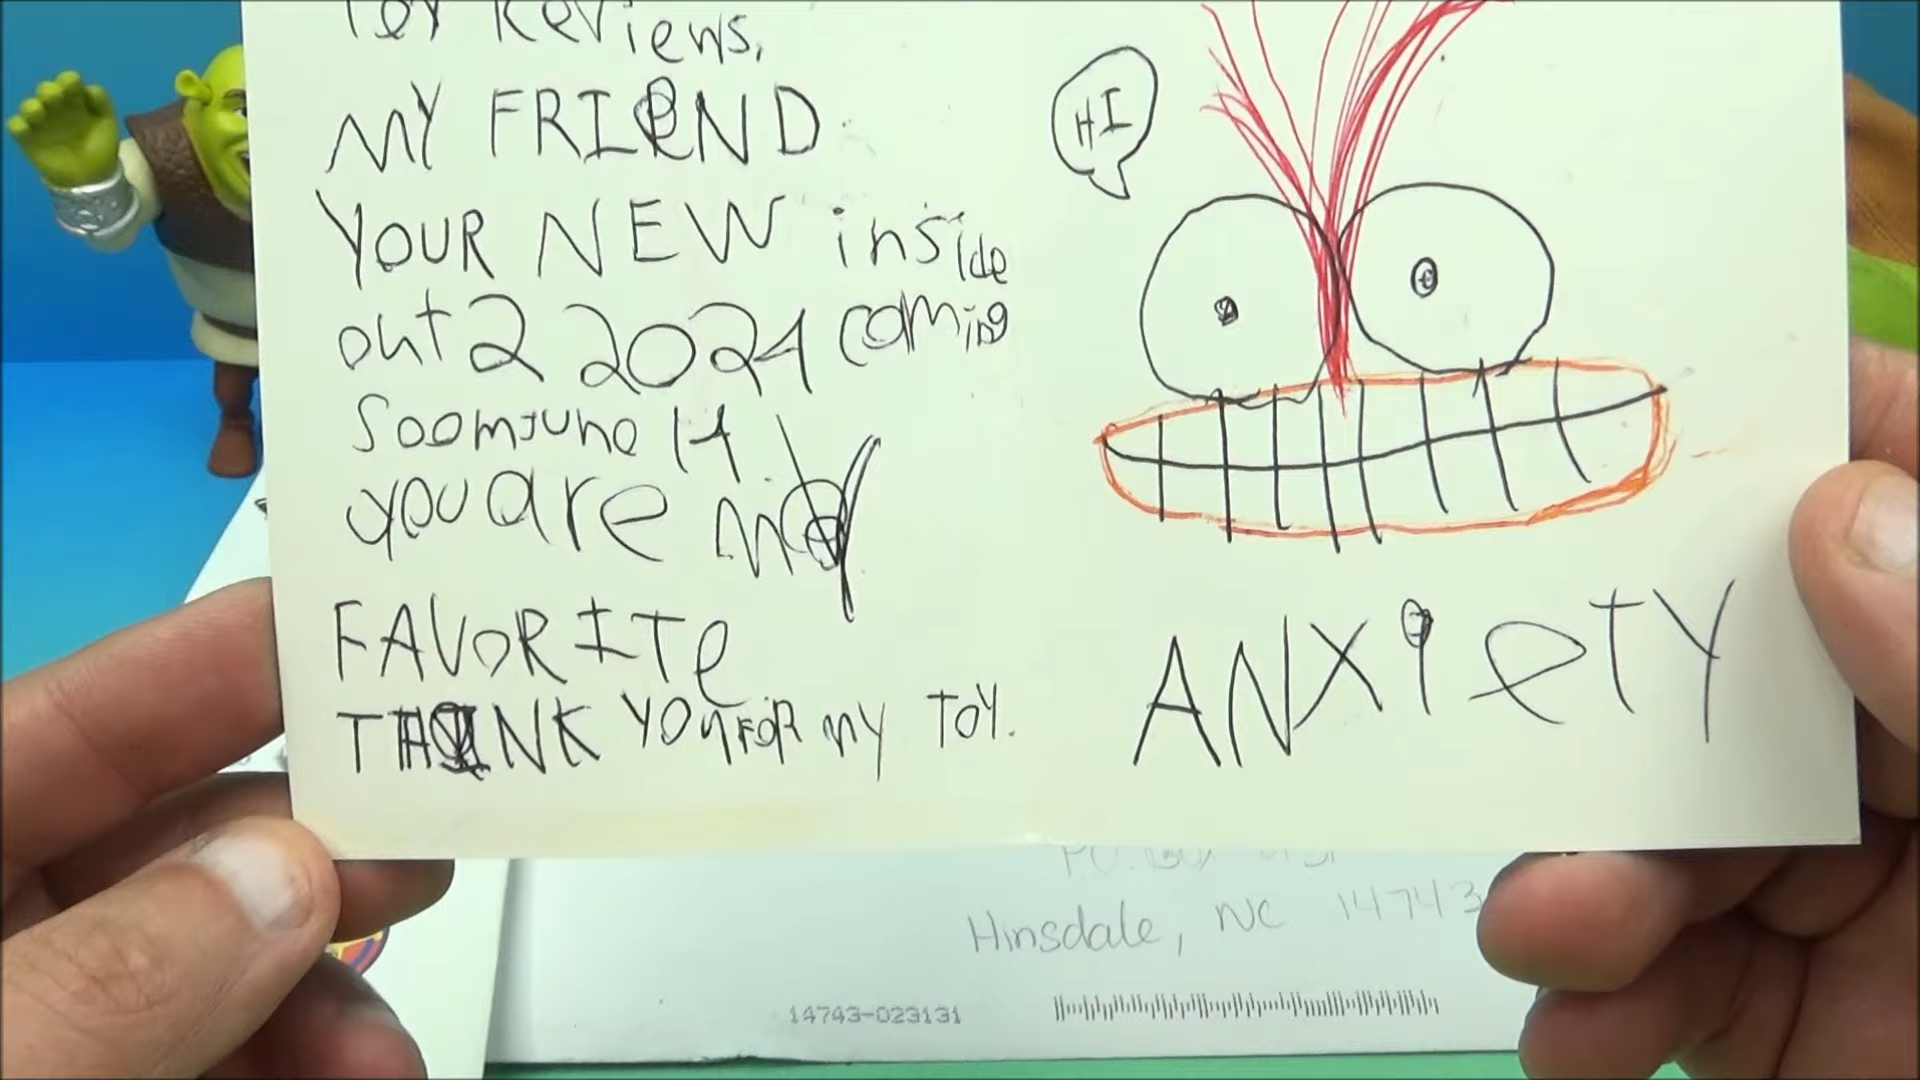 Toy Reviews.
MY FRIEND
YOUR NEW inside
out 2 2024 coming
Soom June 14
you are my
FAVORITe
THANK YOU FOR MY TOY.
HI
ANXieTY
Hinsdale, NC 14743
14743-023131